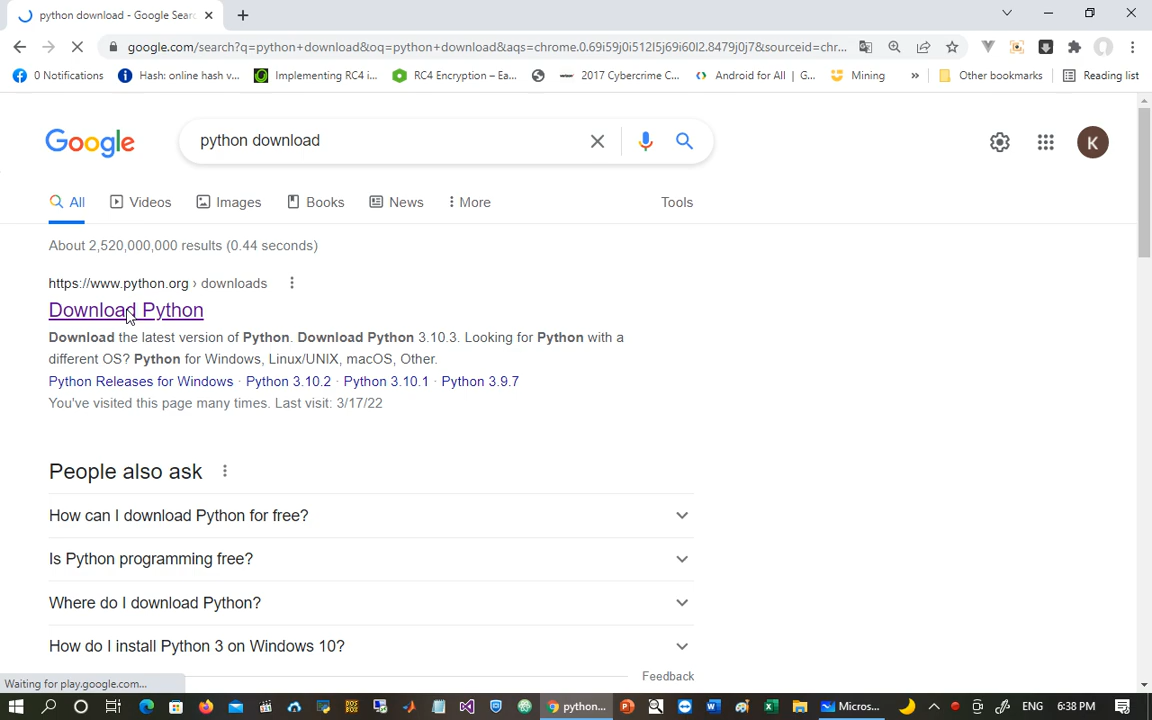 python download - Google Sear
google.com/search?q=python+download&oq=python+download&aqs=chrome.0.69i59j0i512l5j69i60l2.8479j0j7&sourceid=chr...
0 Notifications
Hash: online hash v...
Implementing RC4 i...
RC4 Encryption – Ea...
2017 Cybercrime C...
Android for All | G...
Mining
»
Other bookmarks
Reading list
Google
python download
K
All
Videos
Images
Books
News
More
Tools
About 2,520,000,000 results (0.44 seconds)
https://www.python.org › downloads
Download Python
Download the latest version of Python. Download Python 3.10.3. Looking for Python with a
different OS? Python for Windows, Linux/UNIX, macOS, Other.
Python Releases for Windows · Python 3.10.2 · Python 3.10.1 · Python 3.9.7
You've visited this page many times. Last visit: 3/17/22
People also ask
How can I download Python for free?
Is Python programming free?
Where do I download Python?
How do I install Python 3 on Windows 10?
Feedback
Waiting for play.google.com...
python...
Micros...
ENG
6:38 PM